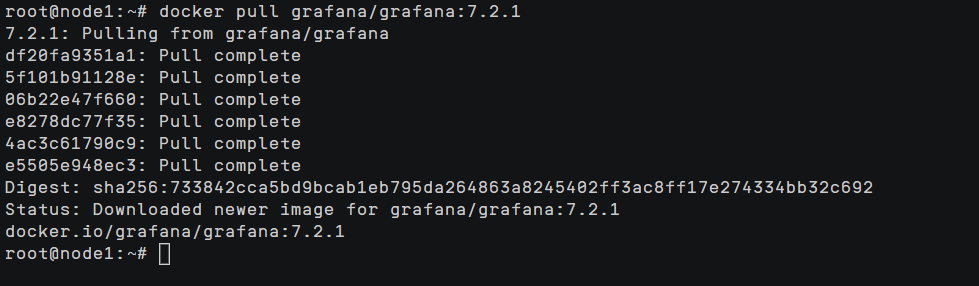 root@node1:~# docker pull grafana/grafana:7.2.1
7.2.1: Pulling from grafana/grafana
df20fa9351a1: Pull complete
5f101b91128e: Pull complete
06b22e47f660: Pull complete
e8278dc77f35: Pull complete
4ac3c61790c9: Pull complete
e5505e948ec3: Pull complete
Digest: sha256:733842cca5bd9bcab1eb795da264863a8245402ff3ac8ff17e274334bb32c692
Status: Downloaded newer image for grafana/grafana:7.2.1
docker.io/grafana/grafana:7.2.1
root@node1:~#